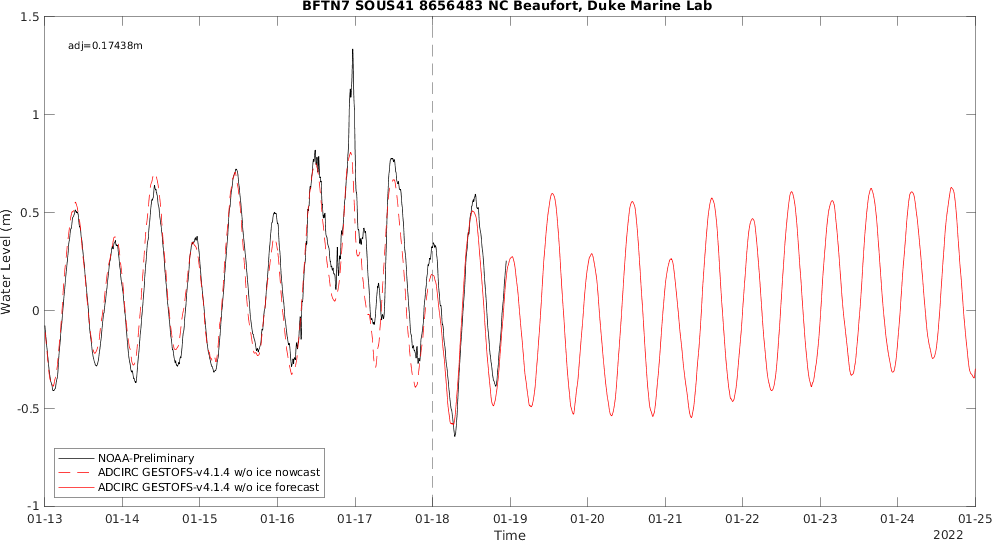 BFTN7 SOUS41 8656483 NC Beaufort, Duke Marine Lab
adj=0.17438m
1.5
1
0.5
0
-0.5
-1
Water Level (m)
NOAA-Preliminary
ADCIRC GESTOFS-v4.1.4 w/o ice nowcast
ADCIRC GESTOFS-v4.1.4 w/o ice forecast
01-13 01-14 01-15 01-16 01-17 01-18 01-19 01-20 01-21 01-22 01-23 01-24 01-25
Time
2022